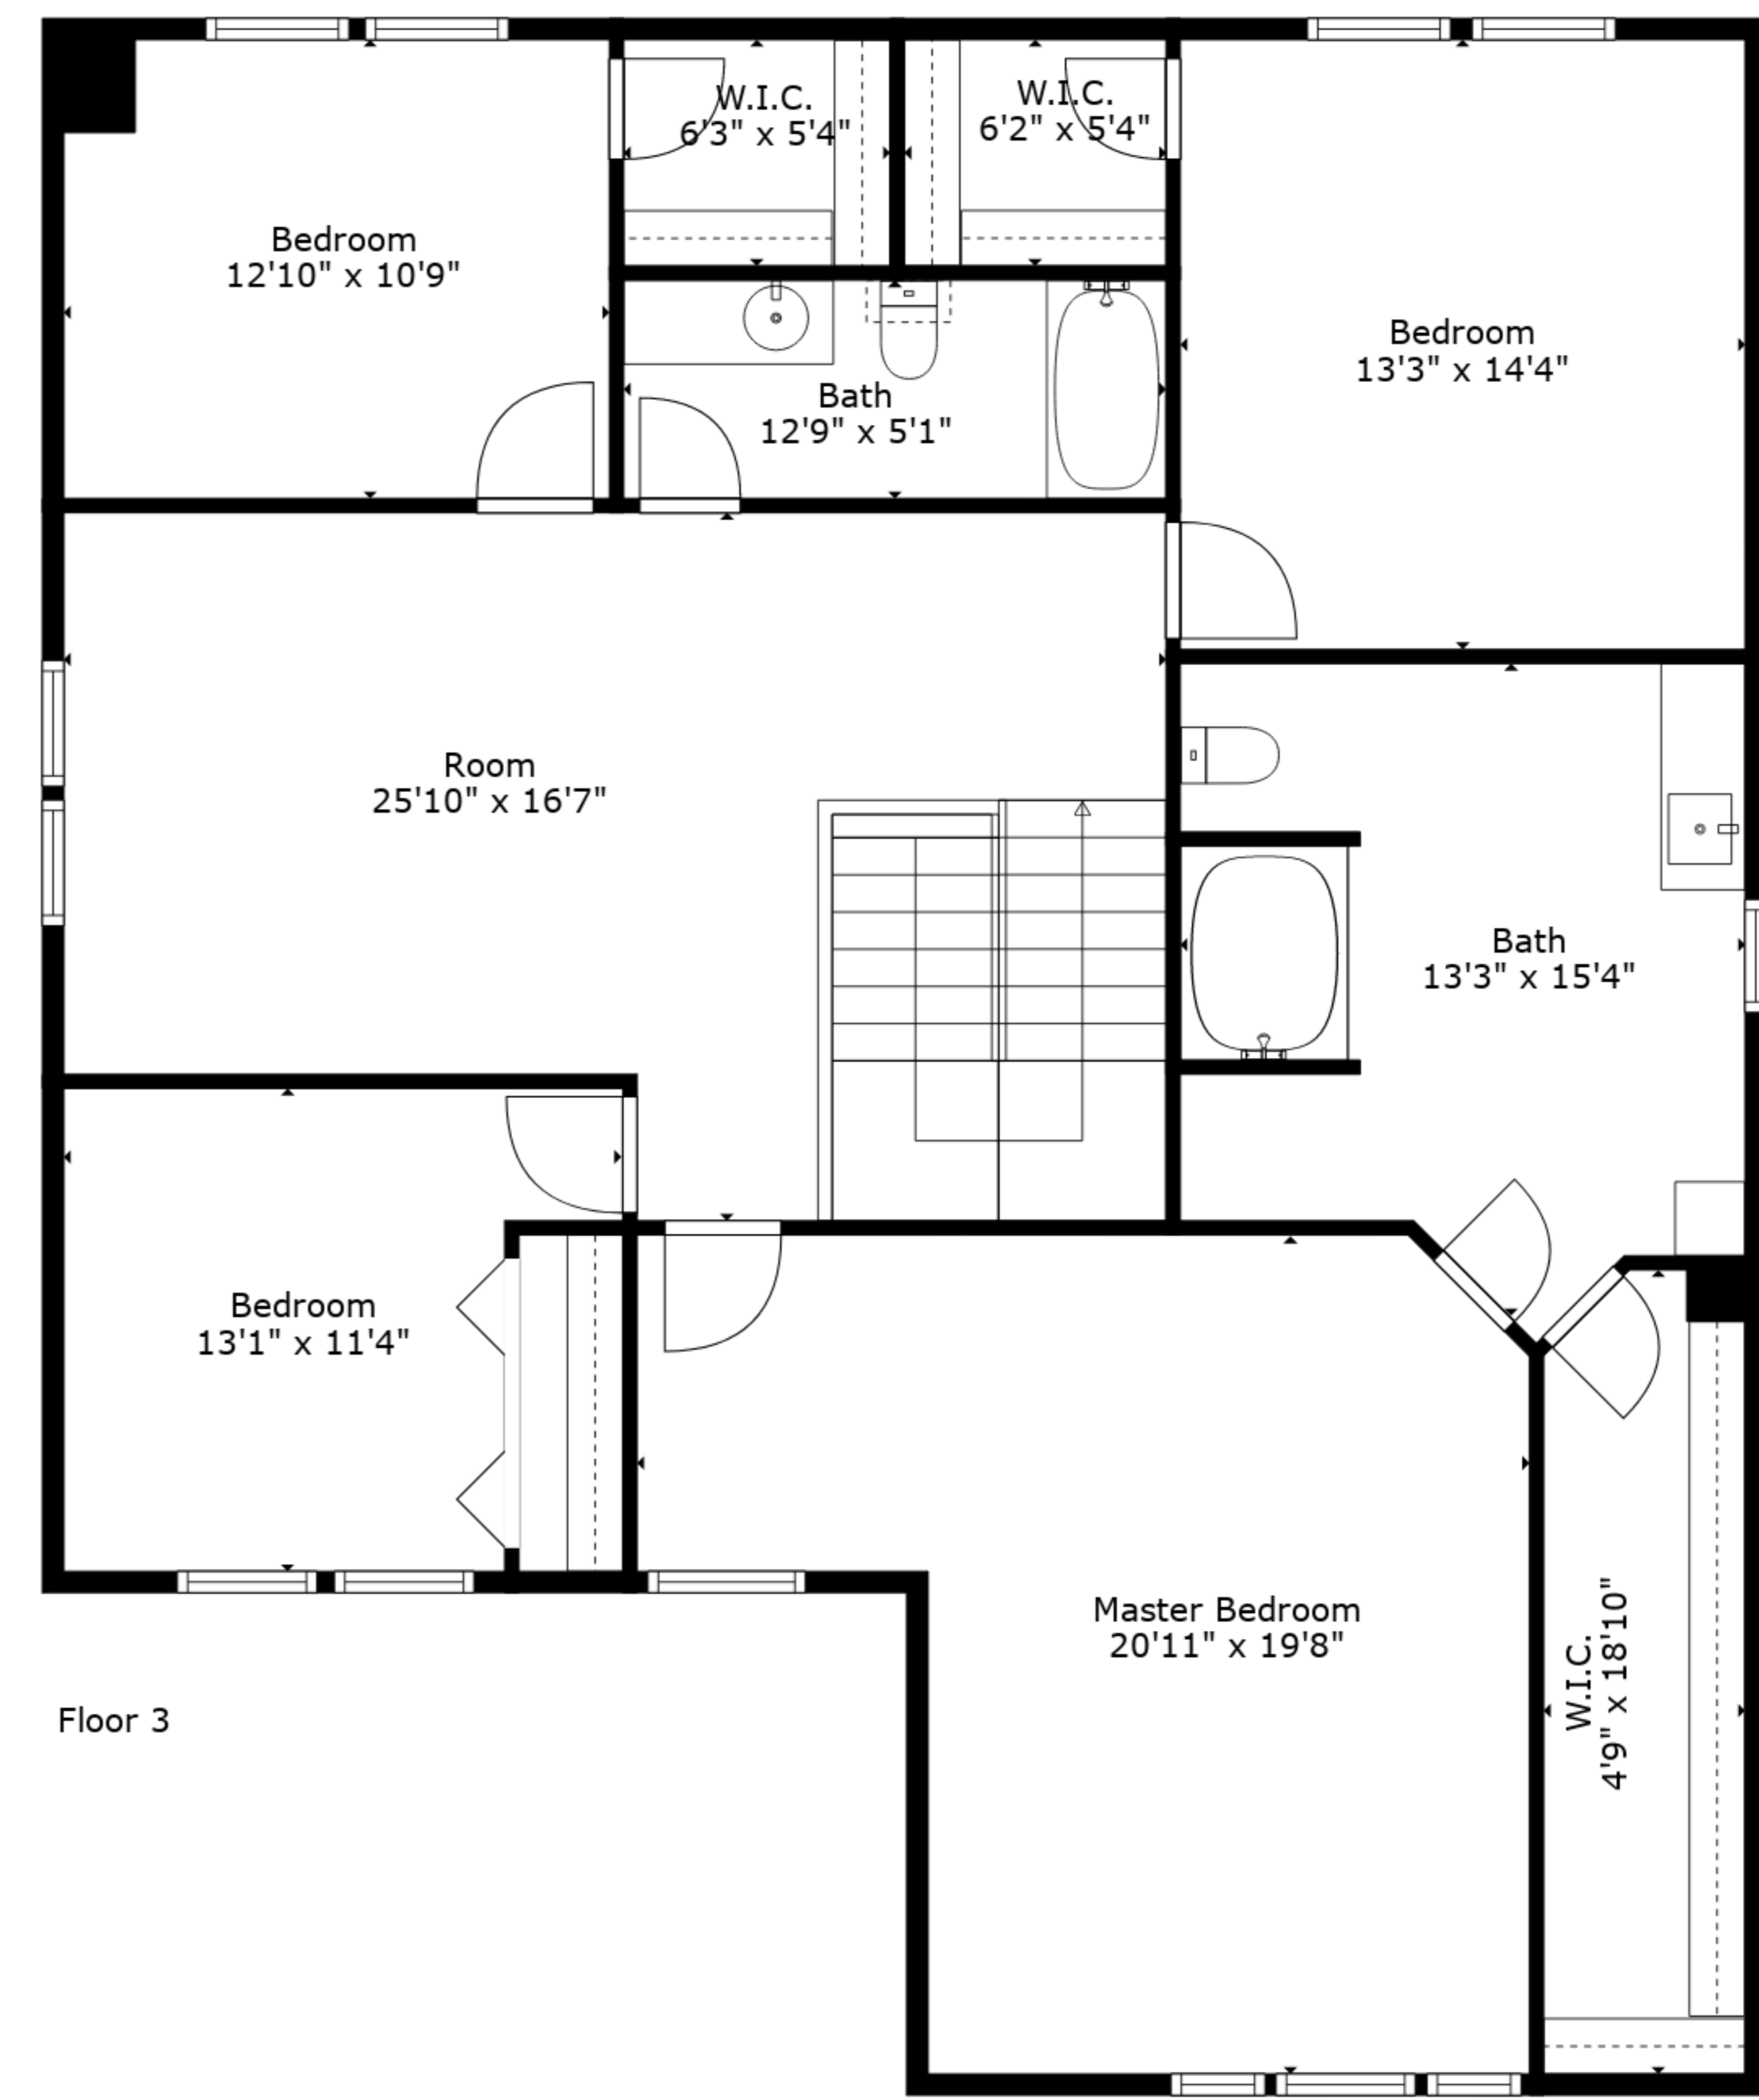 W.I.C.
6'3" x 5'4"
W.I.C.
6'2" x 5'4"
Bedroom
12'10" x 10'9"
Bedroom
13'3" x 14'4"
Bath
12'9" x 5'1"
Room
25'10" x 16'7"
Bath
13'3" x 15'4"
Bedroom
13'1" x 11'4"
Master Bedroom
20'11" x 19'8"
W.I.C.
4'9" x 18'10"
Floor 3